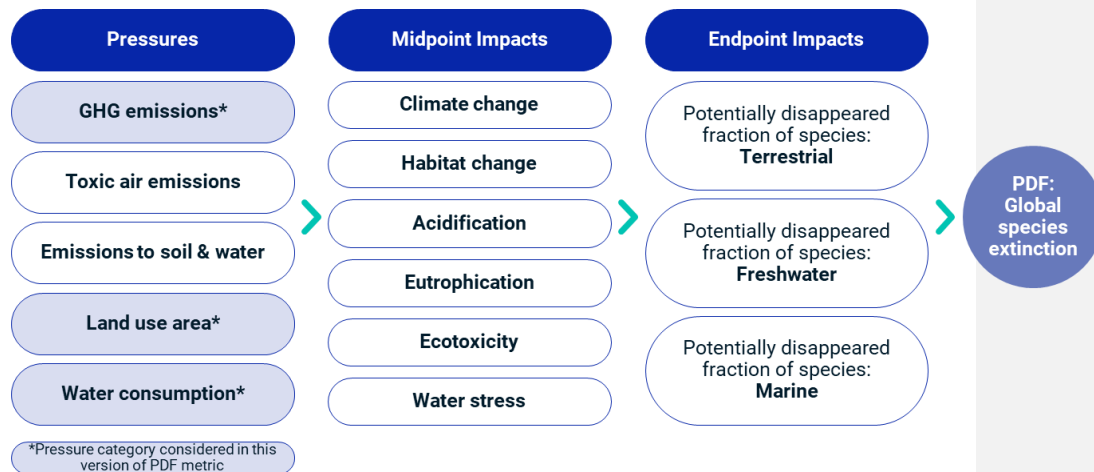 Pressures
GHG emissions*
Toxic air emissions
Emissions to soil & water
Land use area*
Water consumption*
*Pressure category considered in this
version of PDF metric
Midpoint Impacts
Climate change
Habitat change
Acidification
Eutrophication
Ecotoxicity
Water stress
Endpoint Impacts
Potentially disappeared
fraction of species:
Terrestrial
Potentially disappeared
fraction of species:
Freshwater
Potentially disappeared
fraction of species:
Marine
PDF:
Global
species
extinction